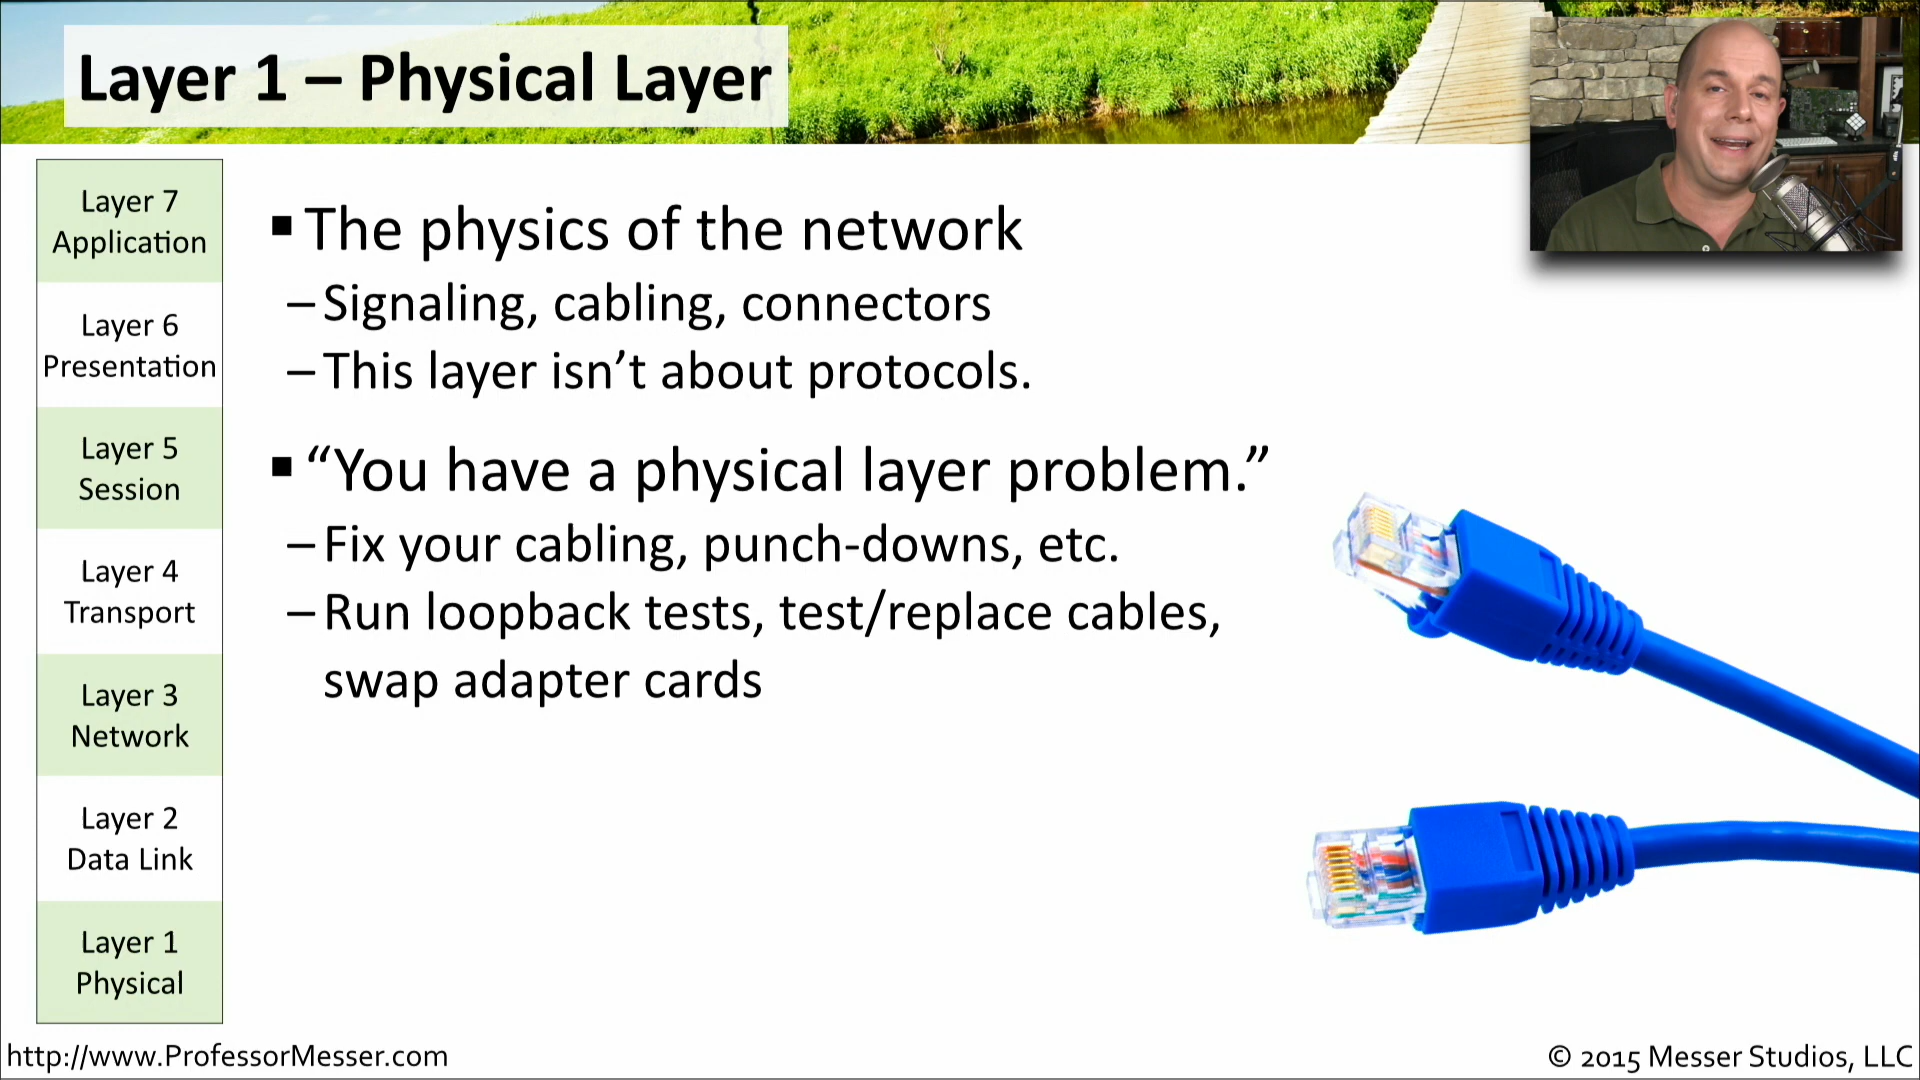 Layer 1 – Physical Layer
Layer 7
Application
Layer 6
Presentation
Layer 5
Session
Layer 4
Transport
Layer 3
Network
Layer 2
Data Link
Layer 1
Physical
▪ The physics of the network
– Signaling, cabling, connectors
– This layer isn’t about protocols.
▪ “You have a physical layer problem.”
– Fix your cabling, punch-downs, etc.
– Run loopback tests, test/replace cables,
swap adapter cards
http://www.ProfessorMesser.com
© 2015 Messer Studios, LLC